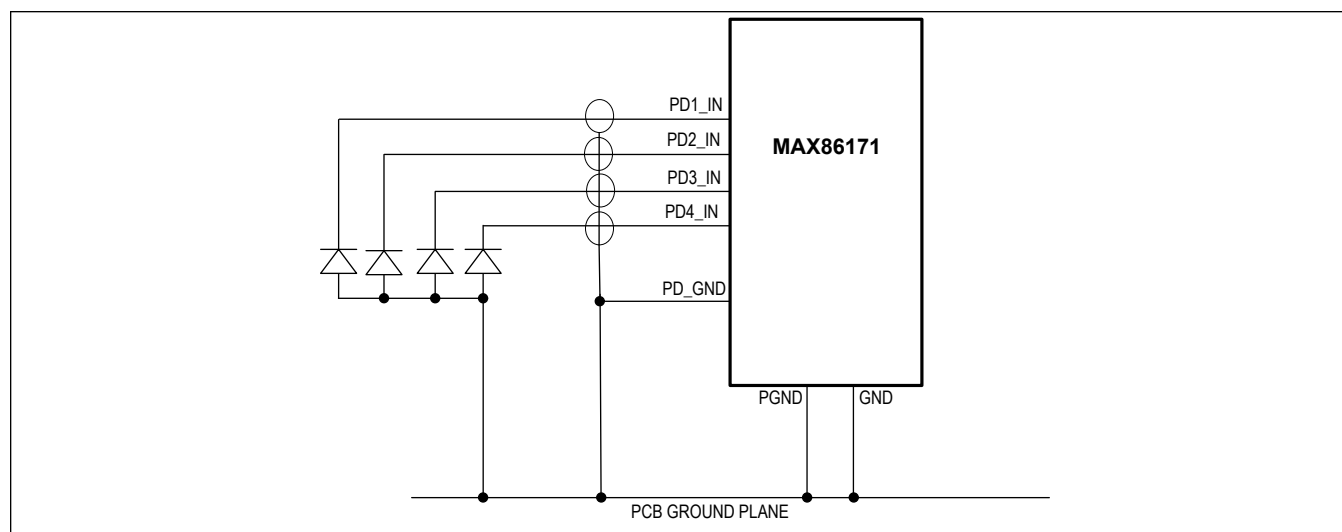 PD1_IN
MAX86171
PD2_IN
PD3_IN
PD4_IN
PD_GND
PGND
GND
PCB GROUND PLANE